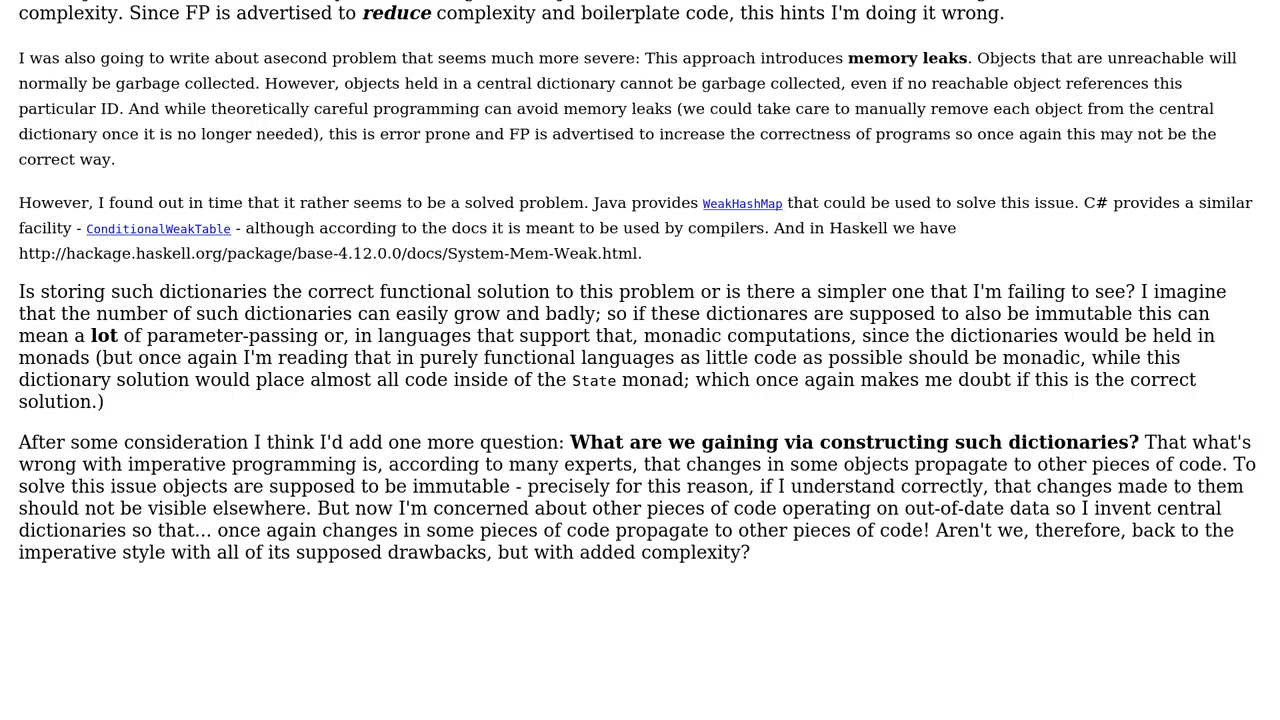 complexity. Since FP is advertised to reduce complexity and boilerplate code, this hints I'm doing it wrong.
I was also going to write about asecond problem that seems much more severe: This approach introduces memory leaks. Objects that are unreachable will
normally be garbage collected. However, objects held in a central dictionary cannot be garbage collected, even if no reachable object references this
particular ID. And while theoretically careful programming can avoid memory leaks (we could take care to manually remove each object from the central
dictionary once it is no longer needed), this is error prone and FP is advertised to increase the correctness of programs so once again this may not be the
correct way.
However, I found out in time that it rather seems to be a solved problem. Java provides WeakHashMap that could be used to solve this issue. C# provides a similar
facility - ConditionalWeakTable - although according to the docs it is meant to be used by compilers. And in Haskell we have
http://hackage.haskell.org/package/base-4.12.0.0/docs/System-Mem-Weak.html.
Is storing such dictionaries the correct functional solution to this problem or is there a simpler one that I'm failing to see? I imagine
that the number of such dictionaries can easily grow and badly; so if these dictionares are supposed to also be immutable this can
mean a lot of parameter-passing or, in languages that support that, monadic computations, since the dictionaries would be held in
monads (but once again I'm reading that in purely functional languages as little code as possible should be monadic, while this
dictionary solution would place almost all code inside of the State monad; which once again makes me doubt if this is the correct
solution.)
After some consideration I think I'd add one more question: What are we gaining via constructing such dictionaries? That what's
wrong with imperative programming is, according to many experts, that changes in some objects propagate to other pieces of code. To
solve this issue objects are supposed to be immutable - precisely for this reason, if I understand correctly, that changes made to them
should not be visible elsewhere. But now I'm concerned about other pieces of code operating on out-of-date data so I invent central
dictionaries so that... once again changes in some pieces of code propagate to other pieces of code! Aren't we, therefore, back to the
imperative style with all of its supposed drawbacks, but with added complexity?